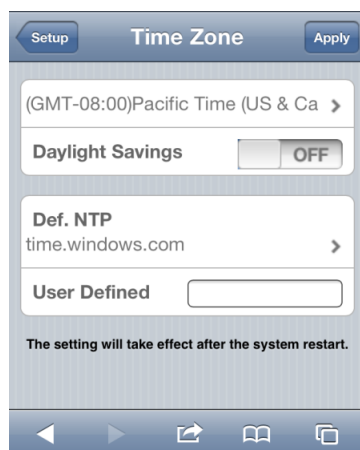 Setup
Time Zone
Apply
(GMT-08:00)Pacific Time (US & Ca
Daylight Savings
OFF
Def. NTP
time.windows.com
User Defined
The setting will take effect after the system restart.